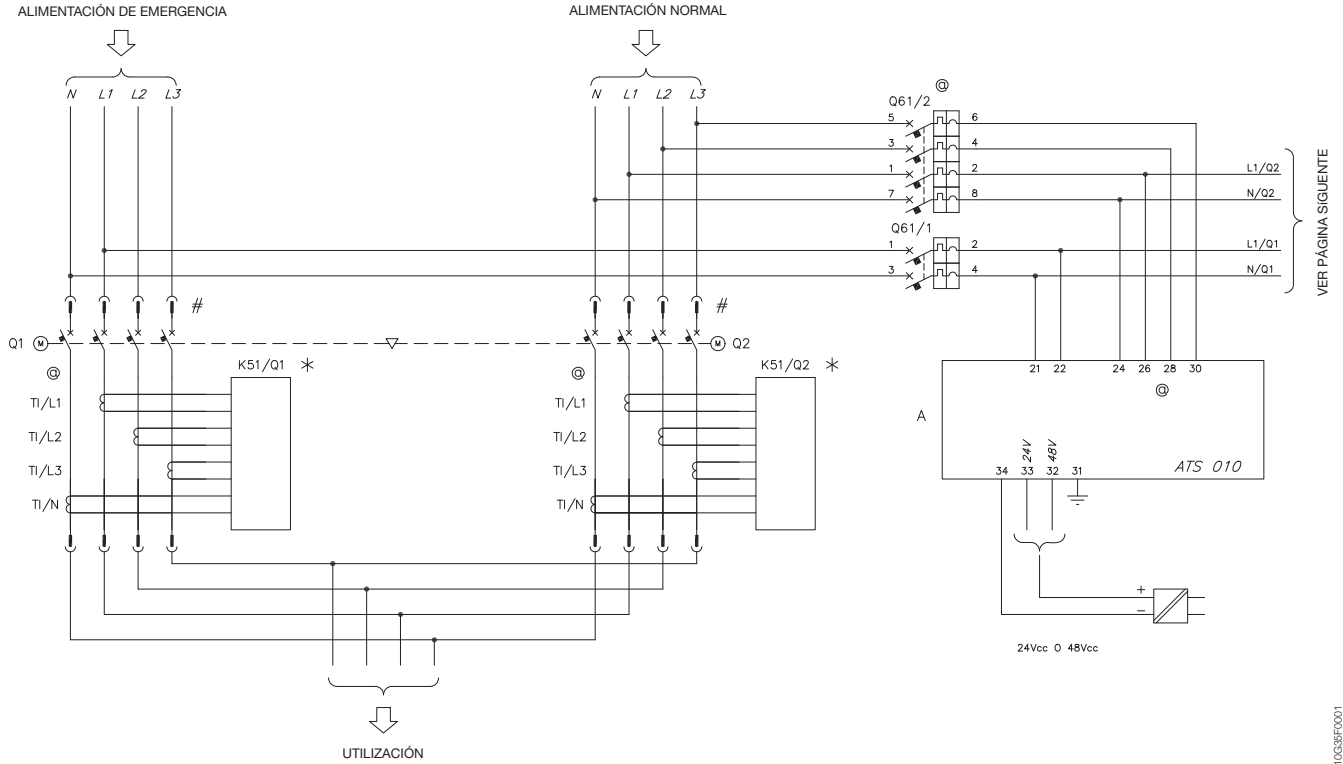 ALIMENTACIÓN DE EMERGENCIA
ALIMENTACIÓN NORMAL
N L1 L2 L3
N L1 L2 L3
@
Q61/2
5 6
3 4
1 2 L1/Q2
7 8 N/Q2
Q61/1
1 2 L1/Q1
3 4 N/Q1
VER PÁGINA SIGUENTE
#
#
Q1 M
M Q2
@
K51/Q1 *
@
K51/Q2 *
TI/L1
TI/L2
TI/L3
TI/N
TI/L1
TI/L2
TI/L3
TI/N
21 22 24 26 28 30
@
A
24V
48V
34 33 32 31
ATS 010
+
−
24Vcc O 48Vcc
UTILIZACIÓN
10G35F0001